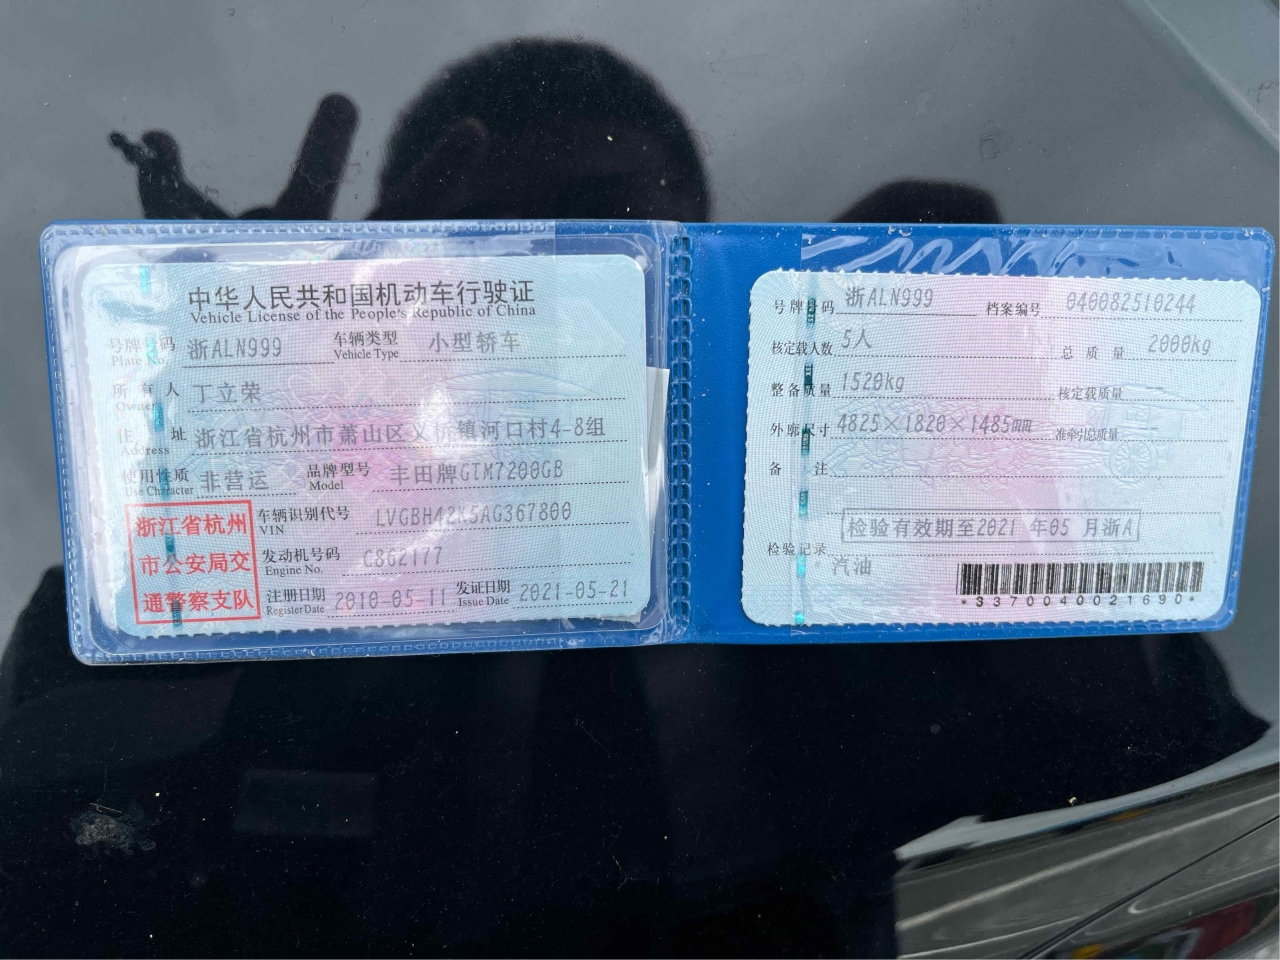 中华人民共和国机动车行驶证
Vehicle License of the People's Republic of China
号牌号码 浙ALN999 车辆类型 小型轿车
Plate No. Vehicle Type
所有人 丁立荣
Owner
住址 浙江省杭州市萧山区义桥镇河口村4-8组
Address
使用性质 非营运 品牌型号 丰田牌GTM7200GB
Use Character Model
浙江省杭州
市公安局交
通警察支队
车辆识别代号 LVGBH42K5AG367800
VIN
发动机号码 C862177
Engine No.
注册日期 2010-05-11 发证日期 2021-05-21
Register Date Issue Date
号牌号码 浙ALN999 档案编号 040082510244
核定载人数 5人 总质量 2000kg
整备质量 1520kg 核定载质量 --
外廓尺寸 4825×1820×1485mm 准牵引总质量 --
备注
检验有效期至2021 年05 月浙A
检验记录
汽油
*3370040021690*